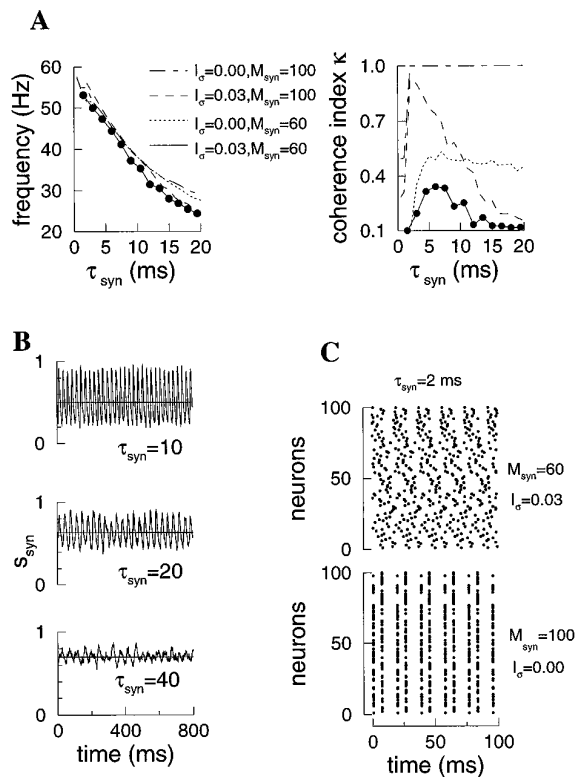 A
frequency (Hz)
60
50
40
30
20
0 5 10 15 20
τsyn (ms)
Iσ=0.00,Msyn=100
Iσ=0.03,Msyn=100
Iσ=0.00,Msyn=60
Iσ=0.03,Msyn=60
coherence index κ
1.0
0.7
0.4
0.1
0 5 10 15 20
τsyn (ms)
B
1
0
τsyn=10
ssyn
1
0
τsyn=20
1
0
τsyn=40
0 400 800
time (ms)
C
τsyn=2 ms
neurons
100
50
0
Msyn=60
Iσ=0.03
neurons
100
50
0
Msyn=100
Iσ=0.00
0 50 100
time (ms)